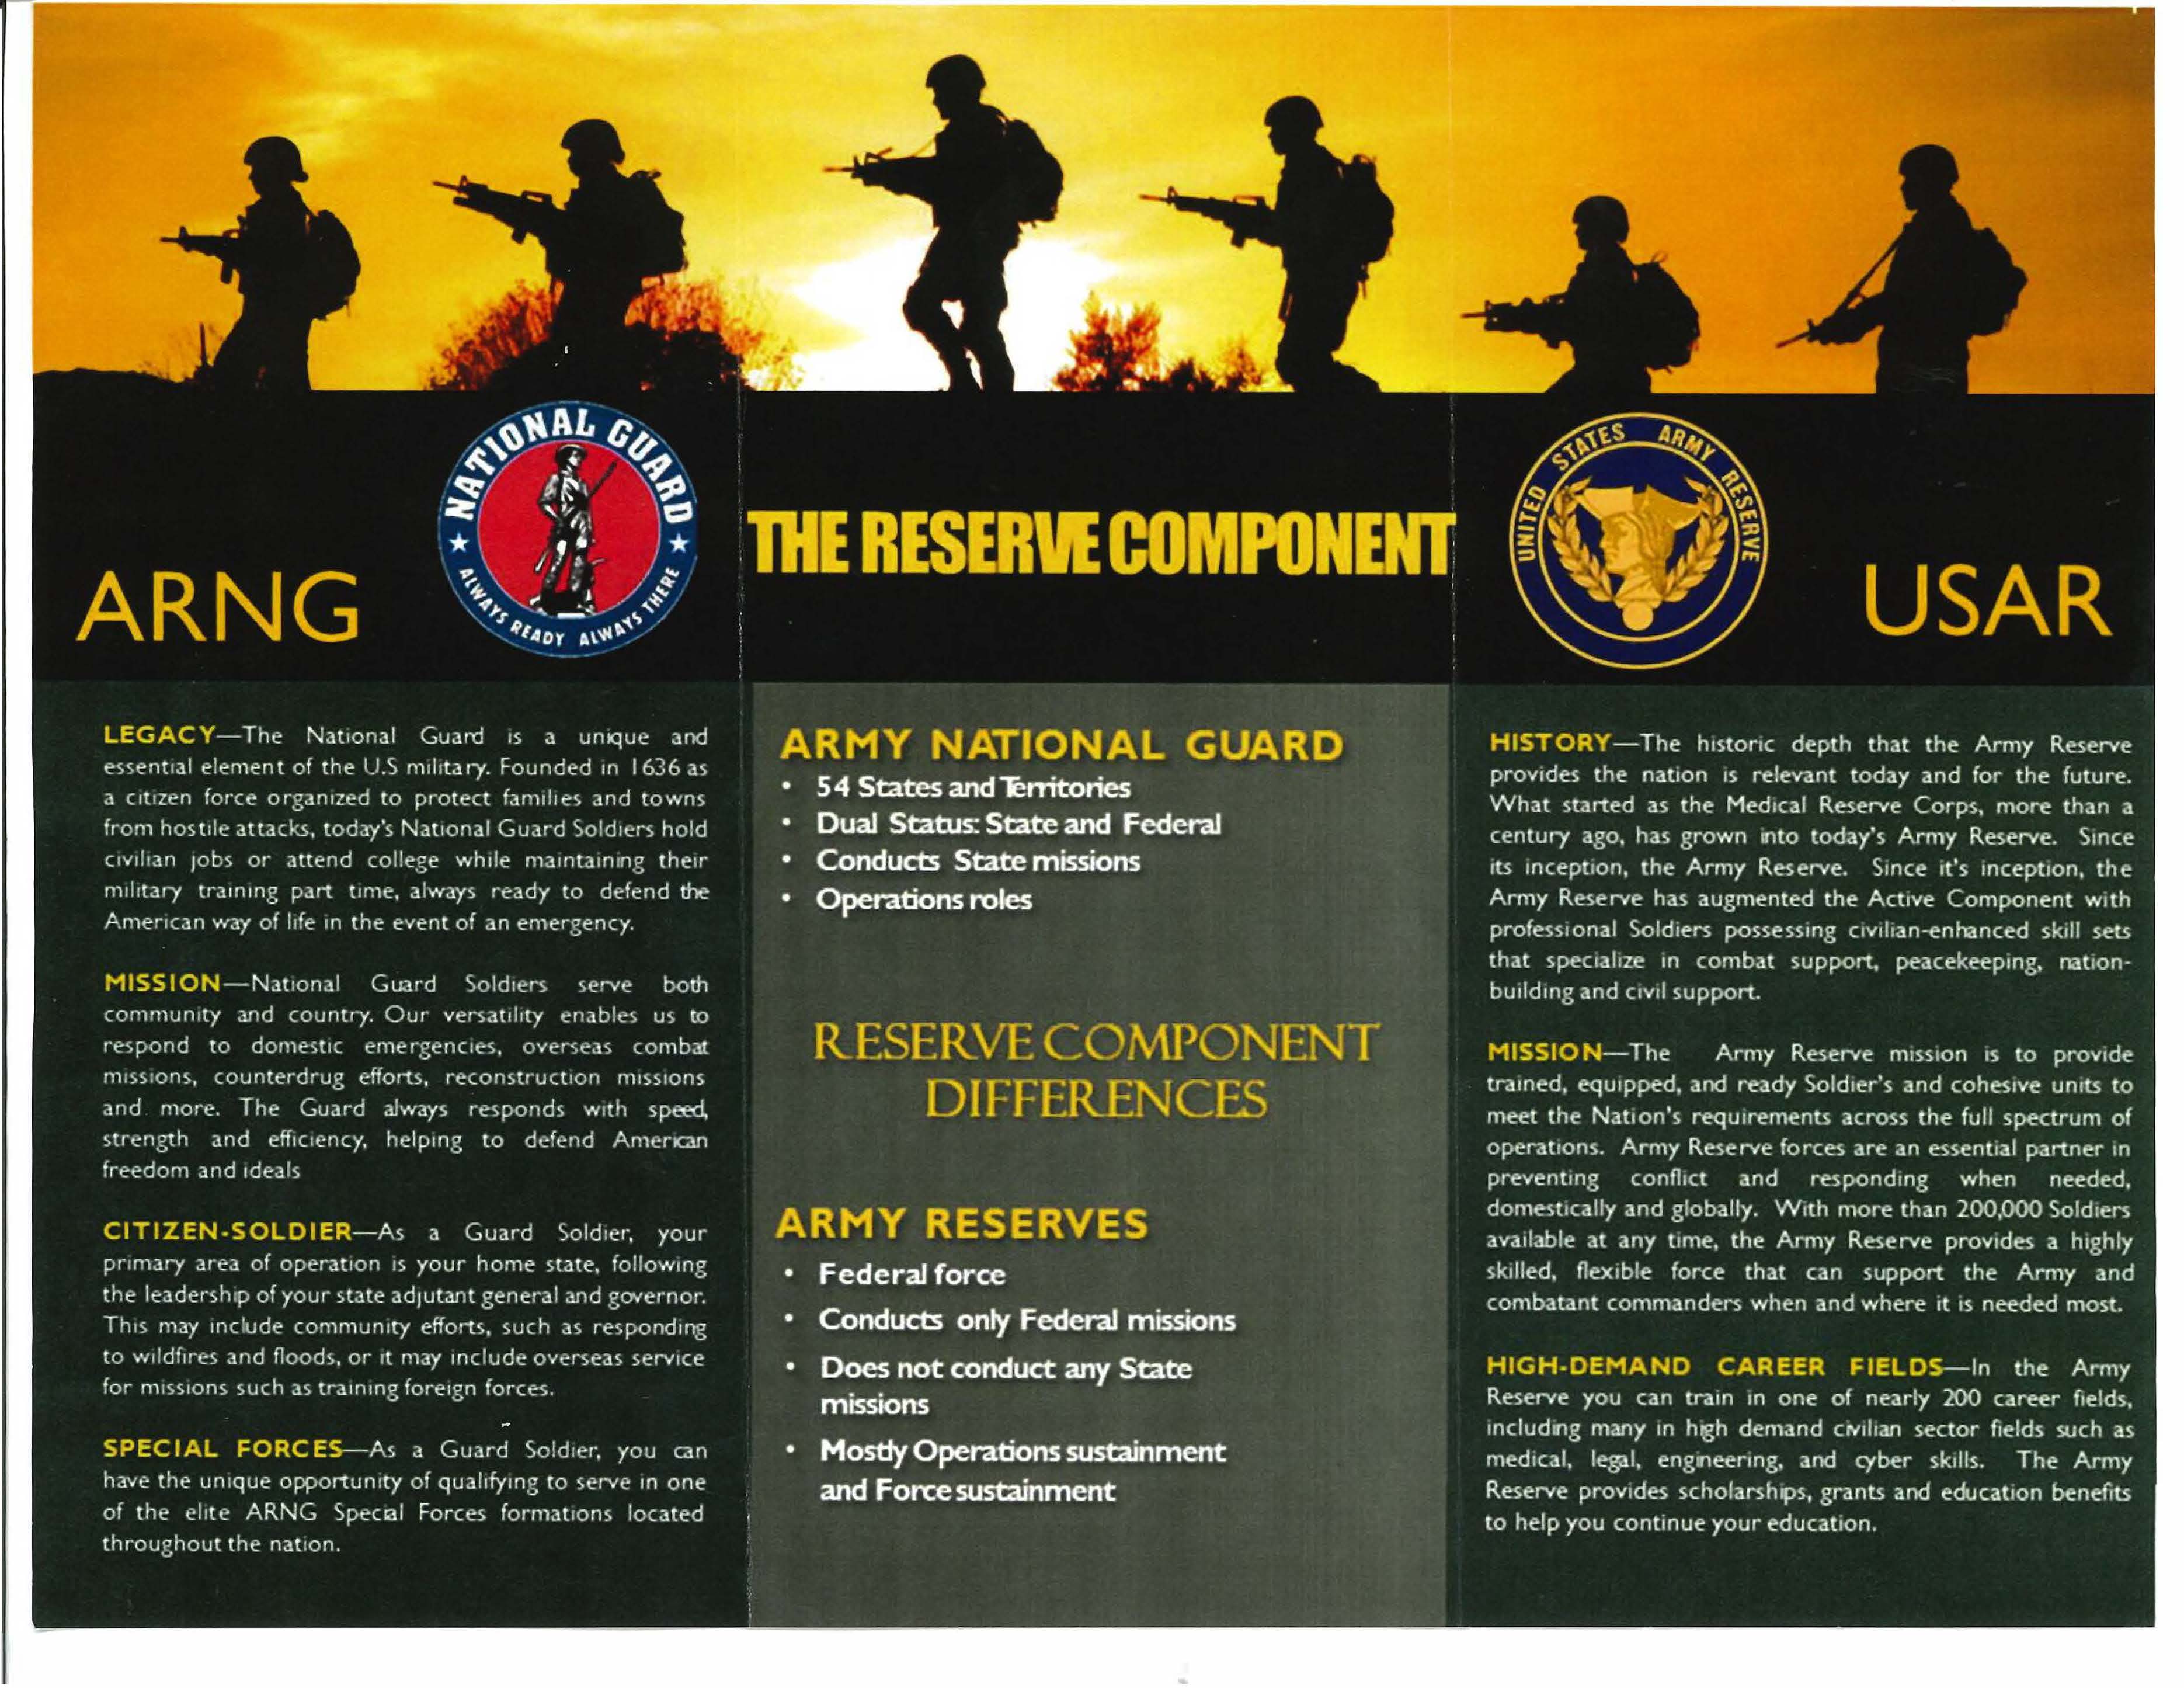 NATIONAL GUARD
ALWAYS READY ALWAYS THERE
ARNG
THE RESERVE COMPONENT
UNITED STATES ARMY RESERVE
USAR
LEGACY—The National Guard is a unique and
essential element of the U.S military. Founded in 1636 as
a citizen force organized to protect families and towns
from hostile attacks, today's National Guard Soldiers hold
civilian jobs or attend college while maintaining their
military training part time, always ready to defend the
American way of life in the event of an emergency.
MISSION—National Guard Soldiers serve both
community and country. Our versatility enables us to
respond to domestic emergencies, overseas combat
missions, counterdrug efforts, reconstruction missions
and more. The Guard always responds with speed,
strength and efficiency, helping to defend American
freedom and ideals
CITIZEN-SOLDIER—As a Guard Soldier, your
primary area of operation is your home state, following
the leadership of your state adjutant general and governor.
This may include community efforts, such as responding
to wildfires and floods, or it may include overseas service
for missions such as training foreign forces.
SPECIAL FORCES—As a Guard Soldier, you can
have the unique opportunity of qualifying to serve in one
of the elite ARNG Special Forces formations located
throughout the nation.
ARMY NATIONAL GUARD
• 54 States and Territories
• Dual Status: State and Federal
• Conducts State missions
• Operations roles
RESERVE COMPONENT
DIFFERENCES
ARMY RESERVES
• Federal force
• Conducts only Federal missions
• Does not conduct any State
missions
• Mostly Operations sustainment
and Force sustainment
HISTORY—The historic depth that the Army Reserve
provides the nation is relevant today and for the future.
What started as the Medical Reserve Corps, more than a
century ago, has grown into today's Army Reserve. Since
its inception, the Army Reserve. Since it's inception, the
Army Reserve has augmented the Active Component with
professional Soldiers possessing civilian-enhanced skill sets
that specialize in combat support, peacekeeping, nation-
building and civil support.
MISSION—The Army Reserve mission is to provide
trained, equipped, and ready Soldier's and cohesive units to
meet the Nation's requirements across the full spectrum of
operations. Army Reserve forces are an essential partner in
preventing conflict and responding when needed,
domestically and globally. With more than 200,000 Soldiers
available at any time, the Army Reserve provides a highly
skilled, flexible force that can support the Army and
combatant commanders when and where it is needed most.
HIGH-DEMAND CAREER FIELDS—In the Army
Reserve you can train in one of nearly 200 career fields,
including many in high demand civilian sector fields such as
medical, legal, engineering, and cyber skills. The Army
Reserve provides scholarships, grants and education benefits
to help you continue your education.